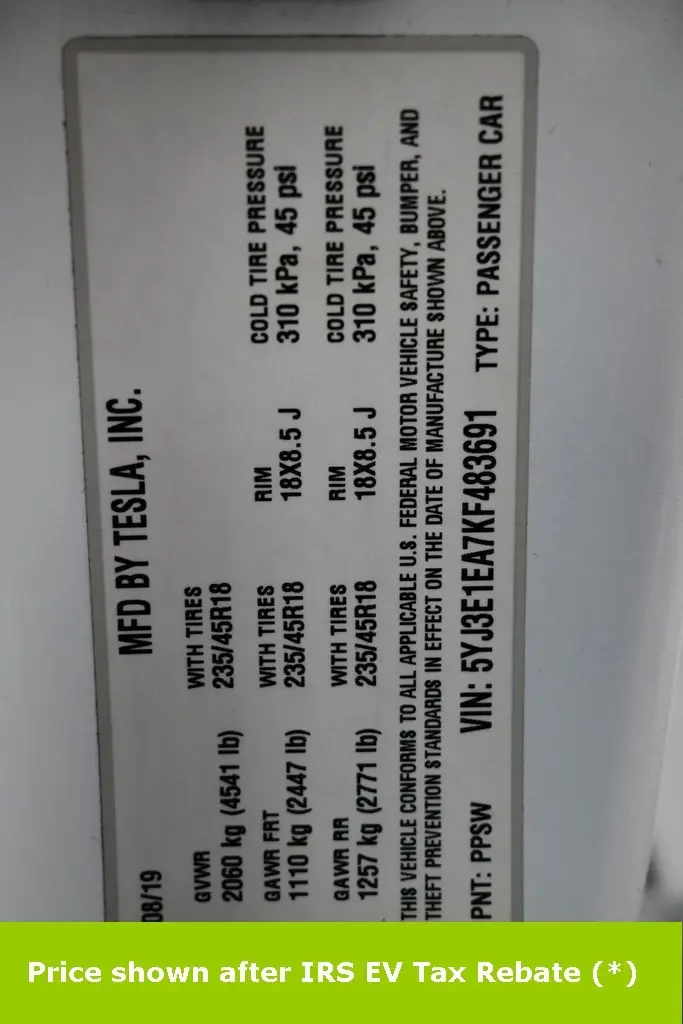 MFD BY TESLA, INC.
08/19
GVWR WITH TIRES
2060 kg (4541 lb) 235/45R18
GAWR FRT WITH TIRES RIM COLD TIRE PRESSURE
1110 kg (2447 lb) 235/45R18 18X8.5 J 310 kPa, 45 psi
GAWR RR WITH TIRES RIM COLD TIRE PRESSURE
1257 kg (2771 lb) 235/45R18 18X8.5 J 310 kPa, 45 psi
THIS VEHICLE CONFORMS TO ALL APPLICABLE U.S. FEDERAL MOTOR VEHICLE SAFETY, BUMPER, AND
THEFT PREVENTION STANDARDS IN EFFECT ON THE DATE OF MANUFACTURE SHOWN ABOVE.
PNT: PPSW VIN: 5YJ3E1EA7KF483691 TYPE: PASSENGER CAR
Price shown after IRS EV Tax Rebate (*)